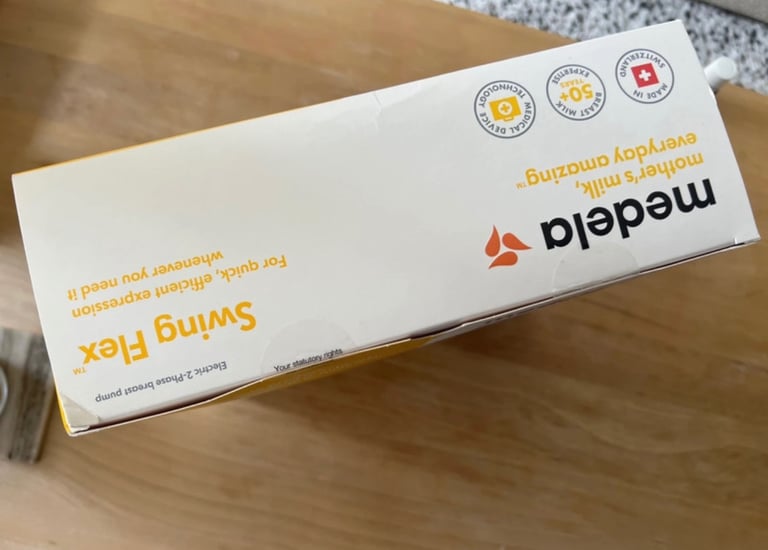 Electric 2-Phase breast pump
Swing Flex™
For quick, efficient expression
whenever you need it
medela
mother's milk,
everyday amazing™
MADE IN
SWITZERLAND
50+
YEARS
BREAST MILK
EXPERTISE
MEDICAL DEVICE
TECHNOLOGY
Your statutory rights